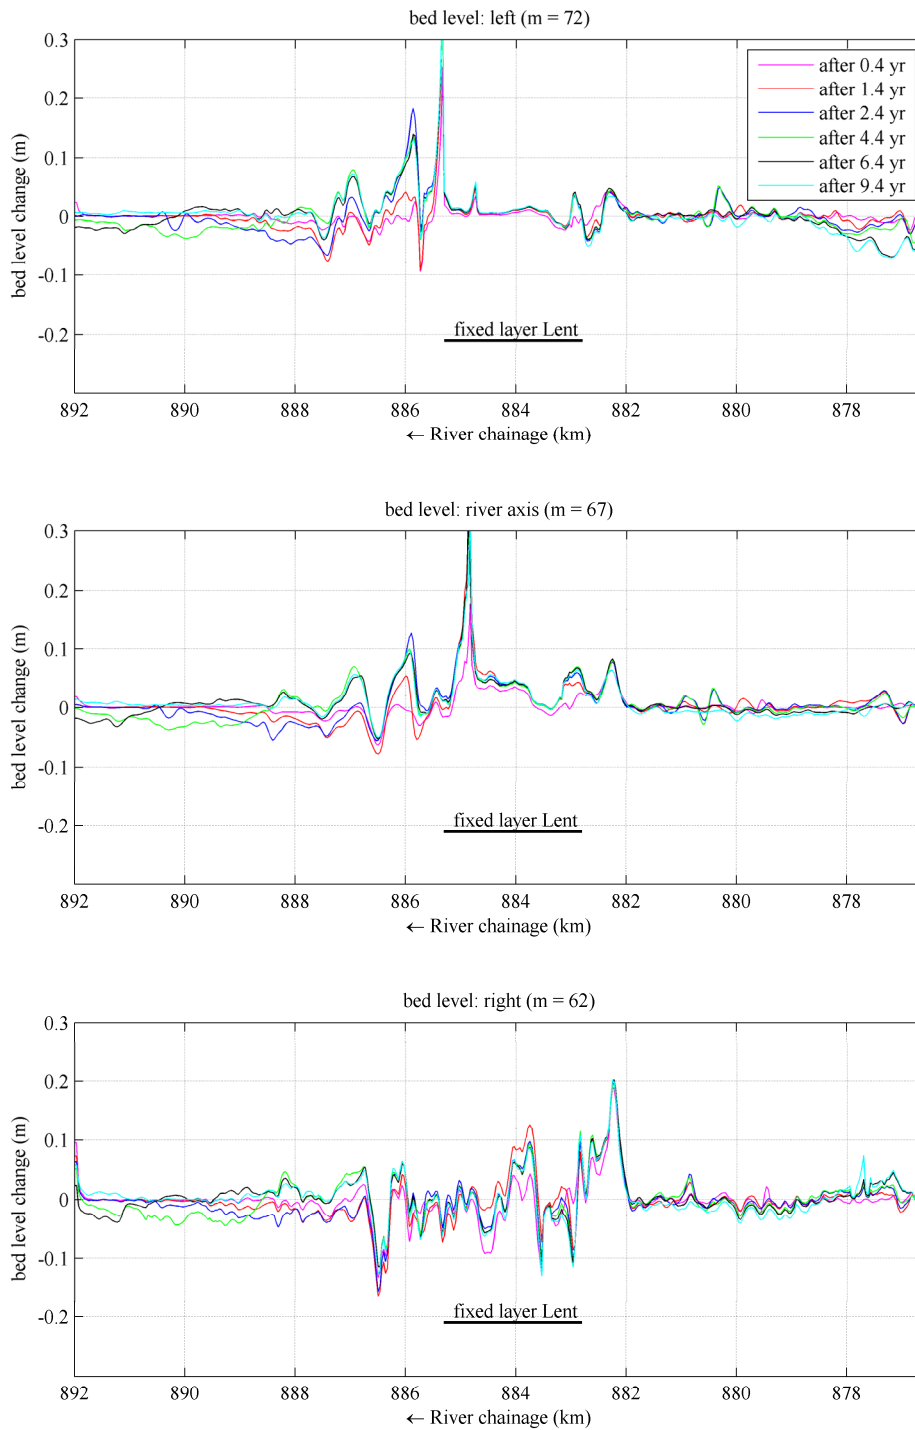 bed level: left (m = 72)
0.3
0.2
0.1
0
-0.1
-0.2
bed level change (m)
after 0.4 yr
after 1.4 yr
after 2.4 yr
after 4.4 yr
after 6.4 yr
after 9.4 yr
fixed layer Lent
892 890 888 886 884 882 880 878
← River chainage (km)
bed level: river axis (m = 67)
0.3
0.2
0.1
0
-0.1
-0.2
bed level change (m)
fixed layer Lent
892 890 888 886 884 882 880 878
← River chainage (km)
bed level: right (m = 62)
0.3
0.2
0.1
0
-0.1
-0.2
bed level change (m)
fixed layer Lent
892 890 888 886 884 882 880 878
← River chainage (km)